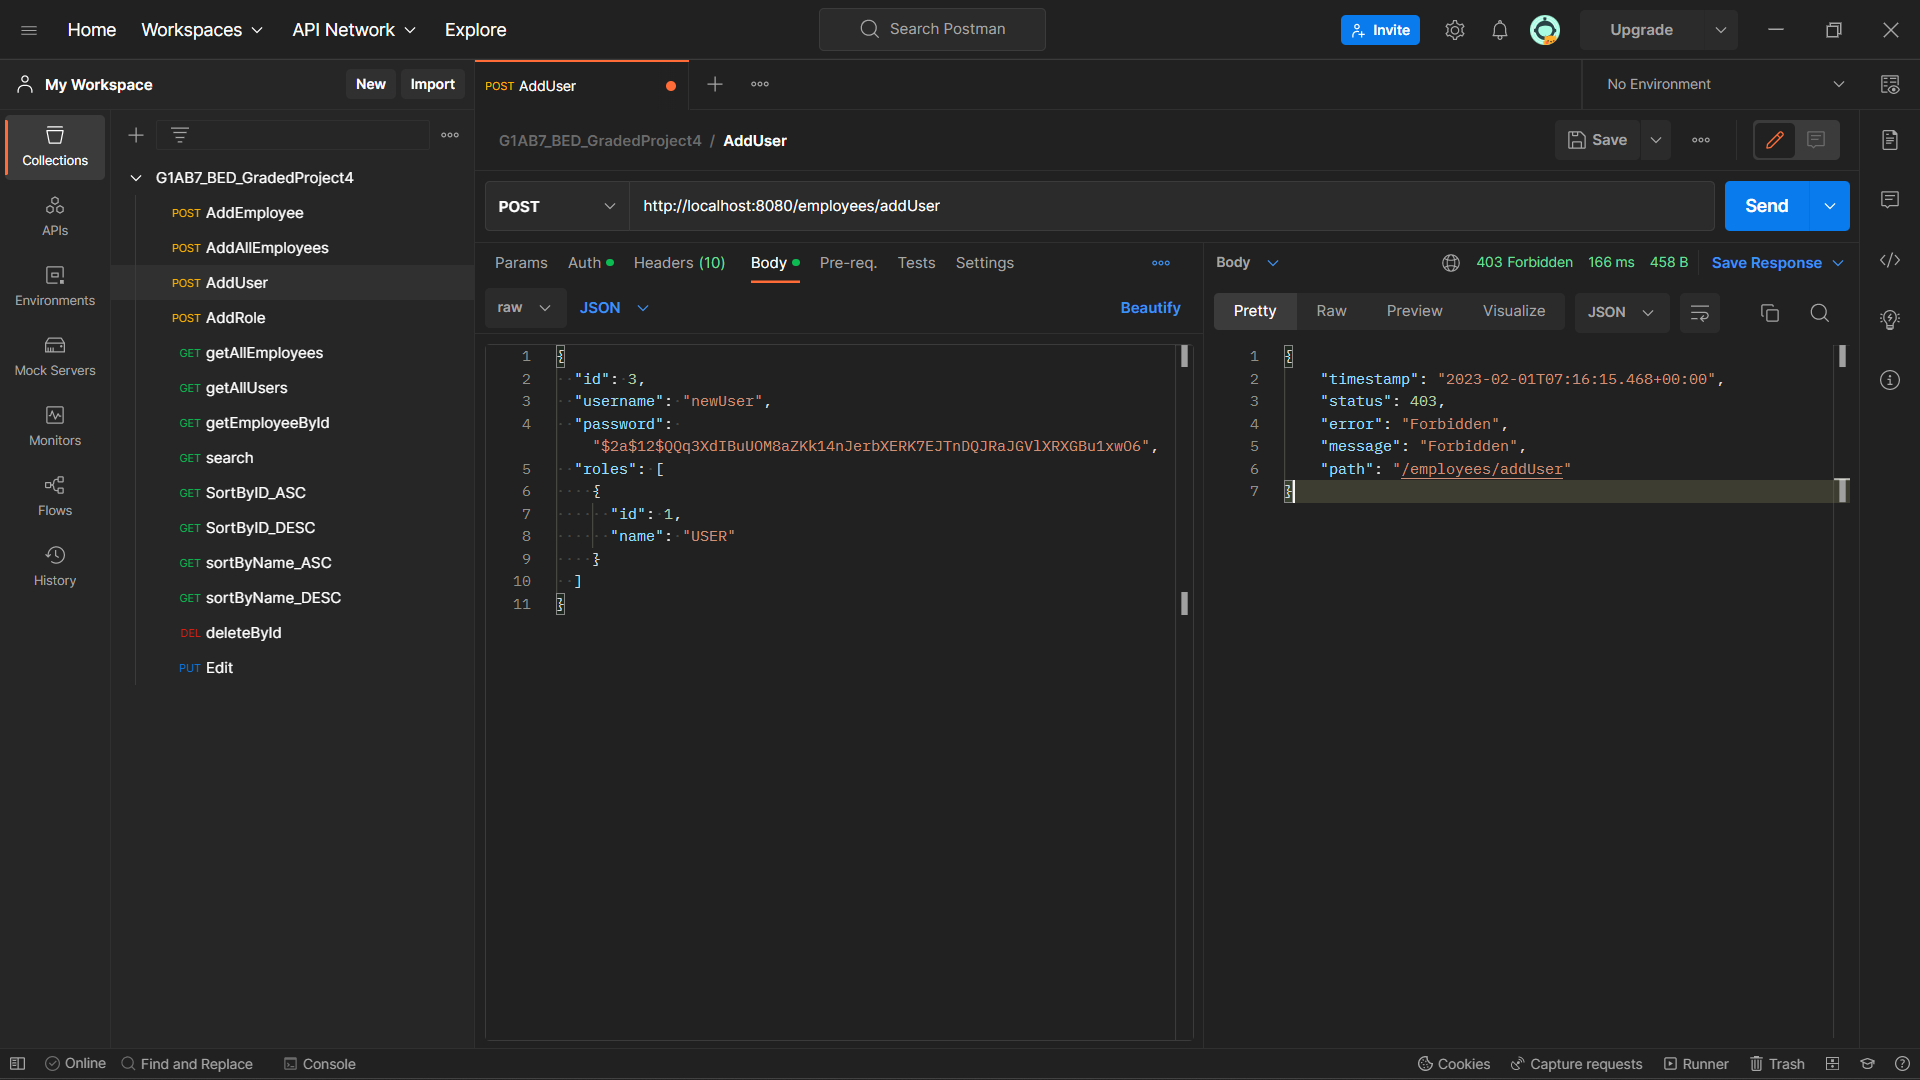 Home Workspaces API Network Explore Search Postman Invite Upgrade
My Workspace New Import POST AddUser No Environment
G1AB7_BED_GradedProject4 / AddUser Save
Collections
APIs
Environments
Mock Servers
Monitors
Flows
History
G1AB7_BED_GradedProject4
POST AddEmployee
POST AddAllEmployees
POST AddUser
POST AddRole
GET getAllEmployees
GET getAllUsers
GET getEmployeeById
GET search
GET SortByID_ASC
GET SortByID_DESC
GET sortByName_ASC
GET sortByName_DESC
DEL deleteById
PUT Edit
POST http://localhost:8080/employees/addUser Send
Params Auth Headers (10) Body Pre-req. Tests Settings
raw JSON Beautify
1 {
2 "id": 3,
3 "username": "newUser",
4 "password":
"$2a$12$QQq3XdIBuUOM8aZKk14nJerbXERK7EJTnDQJRaJGVlXRXGBu1xwO6",
5 "roles": [
6 {
7 "id": 1,
8 "name": "USER"
9 }
10 ]
11 }
Body 403 Forbidden 166 ms 458 B Save Response
Pretty Raw Preview Visualize JSON
1 {
2 "timestamp": "2023-02-01T07:16:15.468+00:00",
3 "status": 403,
4 "error": "Forbidden",
5 "message": "Forbidden",
6 "path": "/employees/addUser"
7 }
Online Find and Replace Console Cookies Capture requests Runner Trash